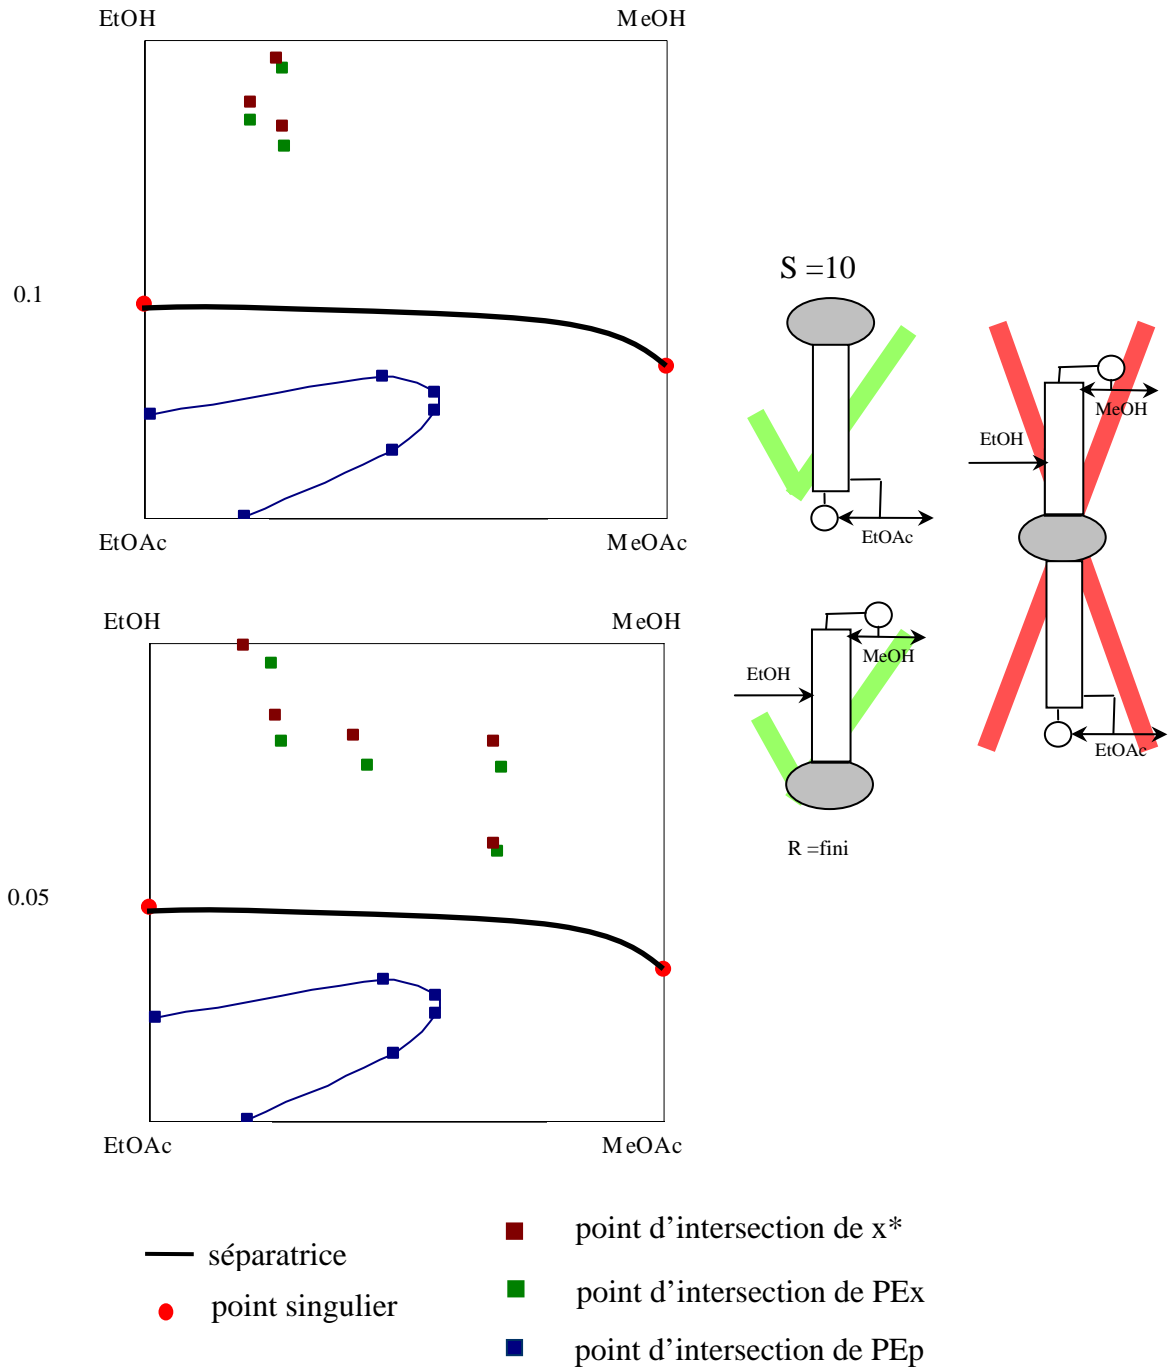 EtOH
MeOH
0.1
EtOAc
MeOAc
S =10
EtOAc
EtOH
MeOH
EtOAc
EtOH
MeOH
R =fini
EtOH
MeOH
0.05
EtOAc
MeOAc
séparatrice
point singulier
point d'intersection de x*
point d'intersection de PEx
point d'intersection de PEp